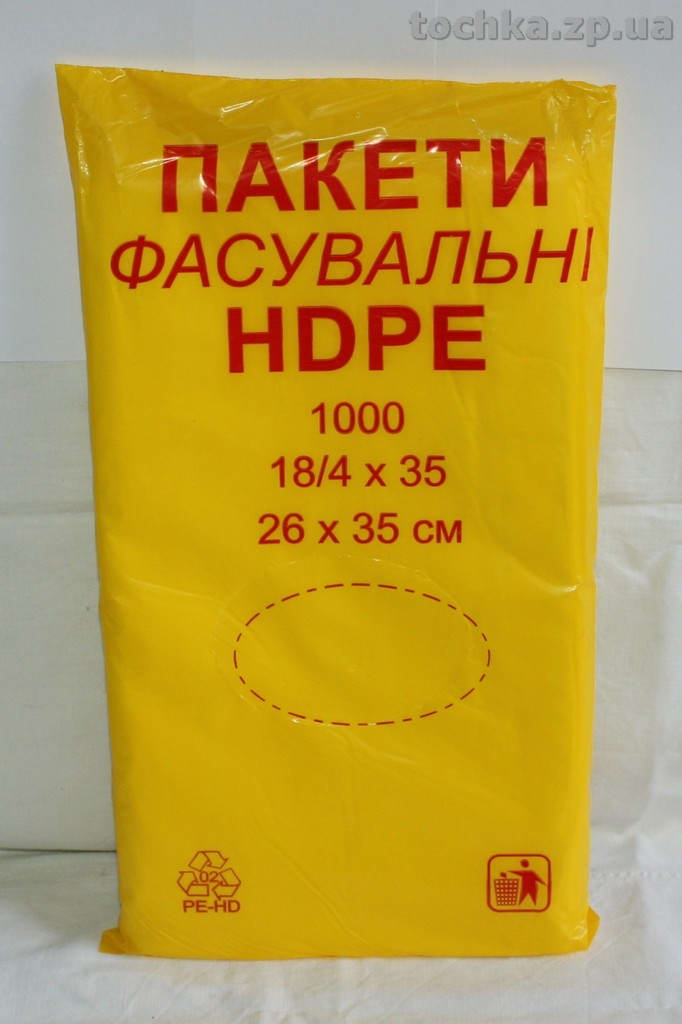 tochka.zp.ua
ПАКЕТИ
ФАСУВАЛЬНІ
HDPE
1000
18/4 х 35
26 х 35 см
02
PE-HD